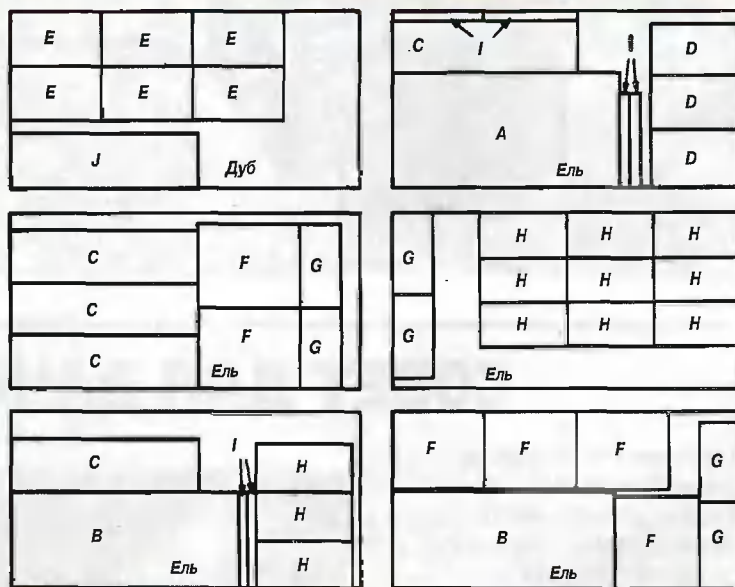 E E E
E E E
J
Дуб
C I D
D
A
Ель D
C F G
C
C F G
Ель
G H H H
H H H
G H H H
Ель
C I H
B H
Ель H
F F F G
B F G
Ель